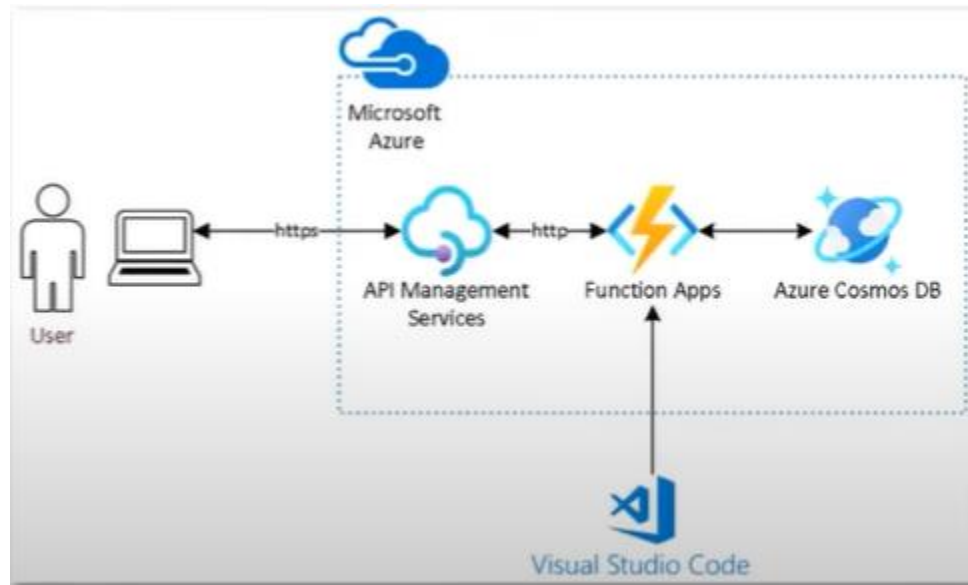 Microsoft
Azure
https
http
API Management
Services
Function Apps
Azure Cosmos DB
User
Visual Studio Code